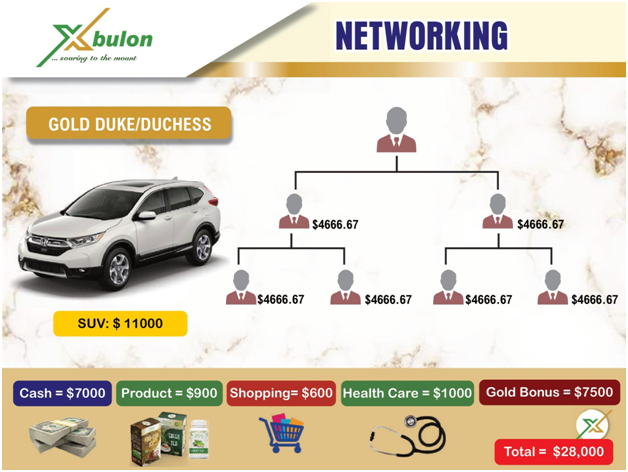 Xbulon
... soaring to the mount
NETWORKING
GOLD DUKE/DUCHESS
$4666.67
$4666.67
$4666.67
$4666.67
$4666.67
$4666.67
SUV: $ 11000
Cash = $7000
Product = $900
Shopping= $600
Health Care = $1000
Gold Bonus = $7500
Total = $28,000